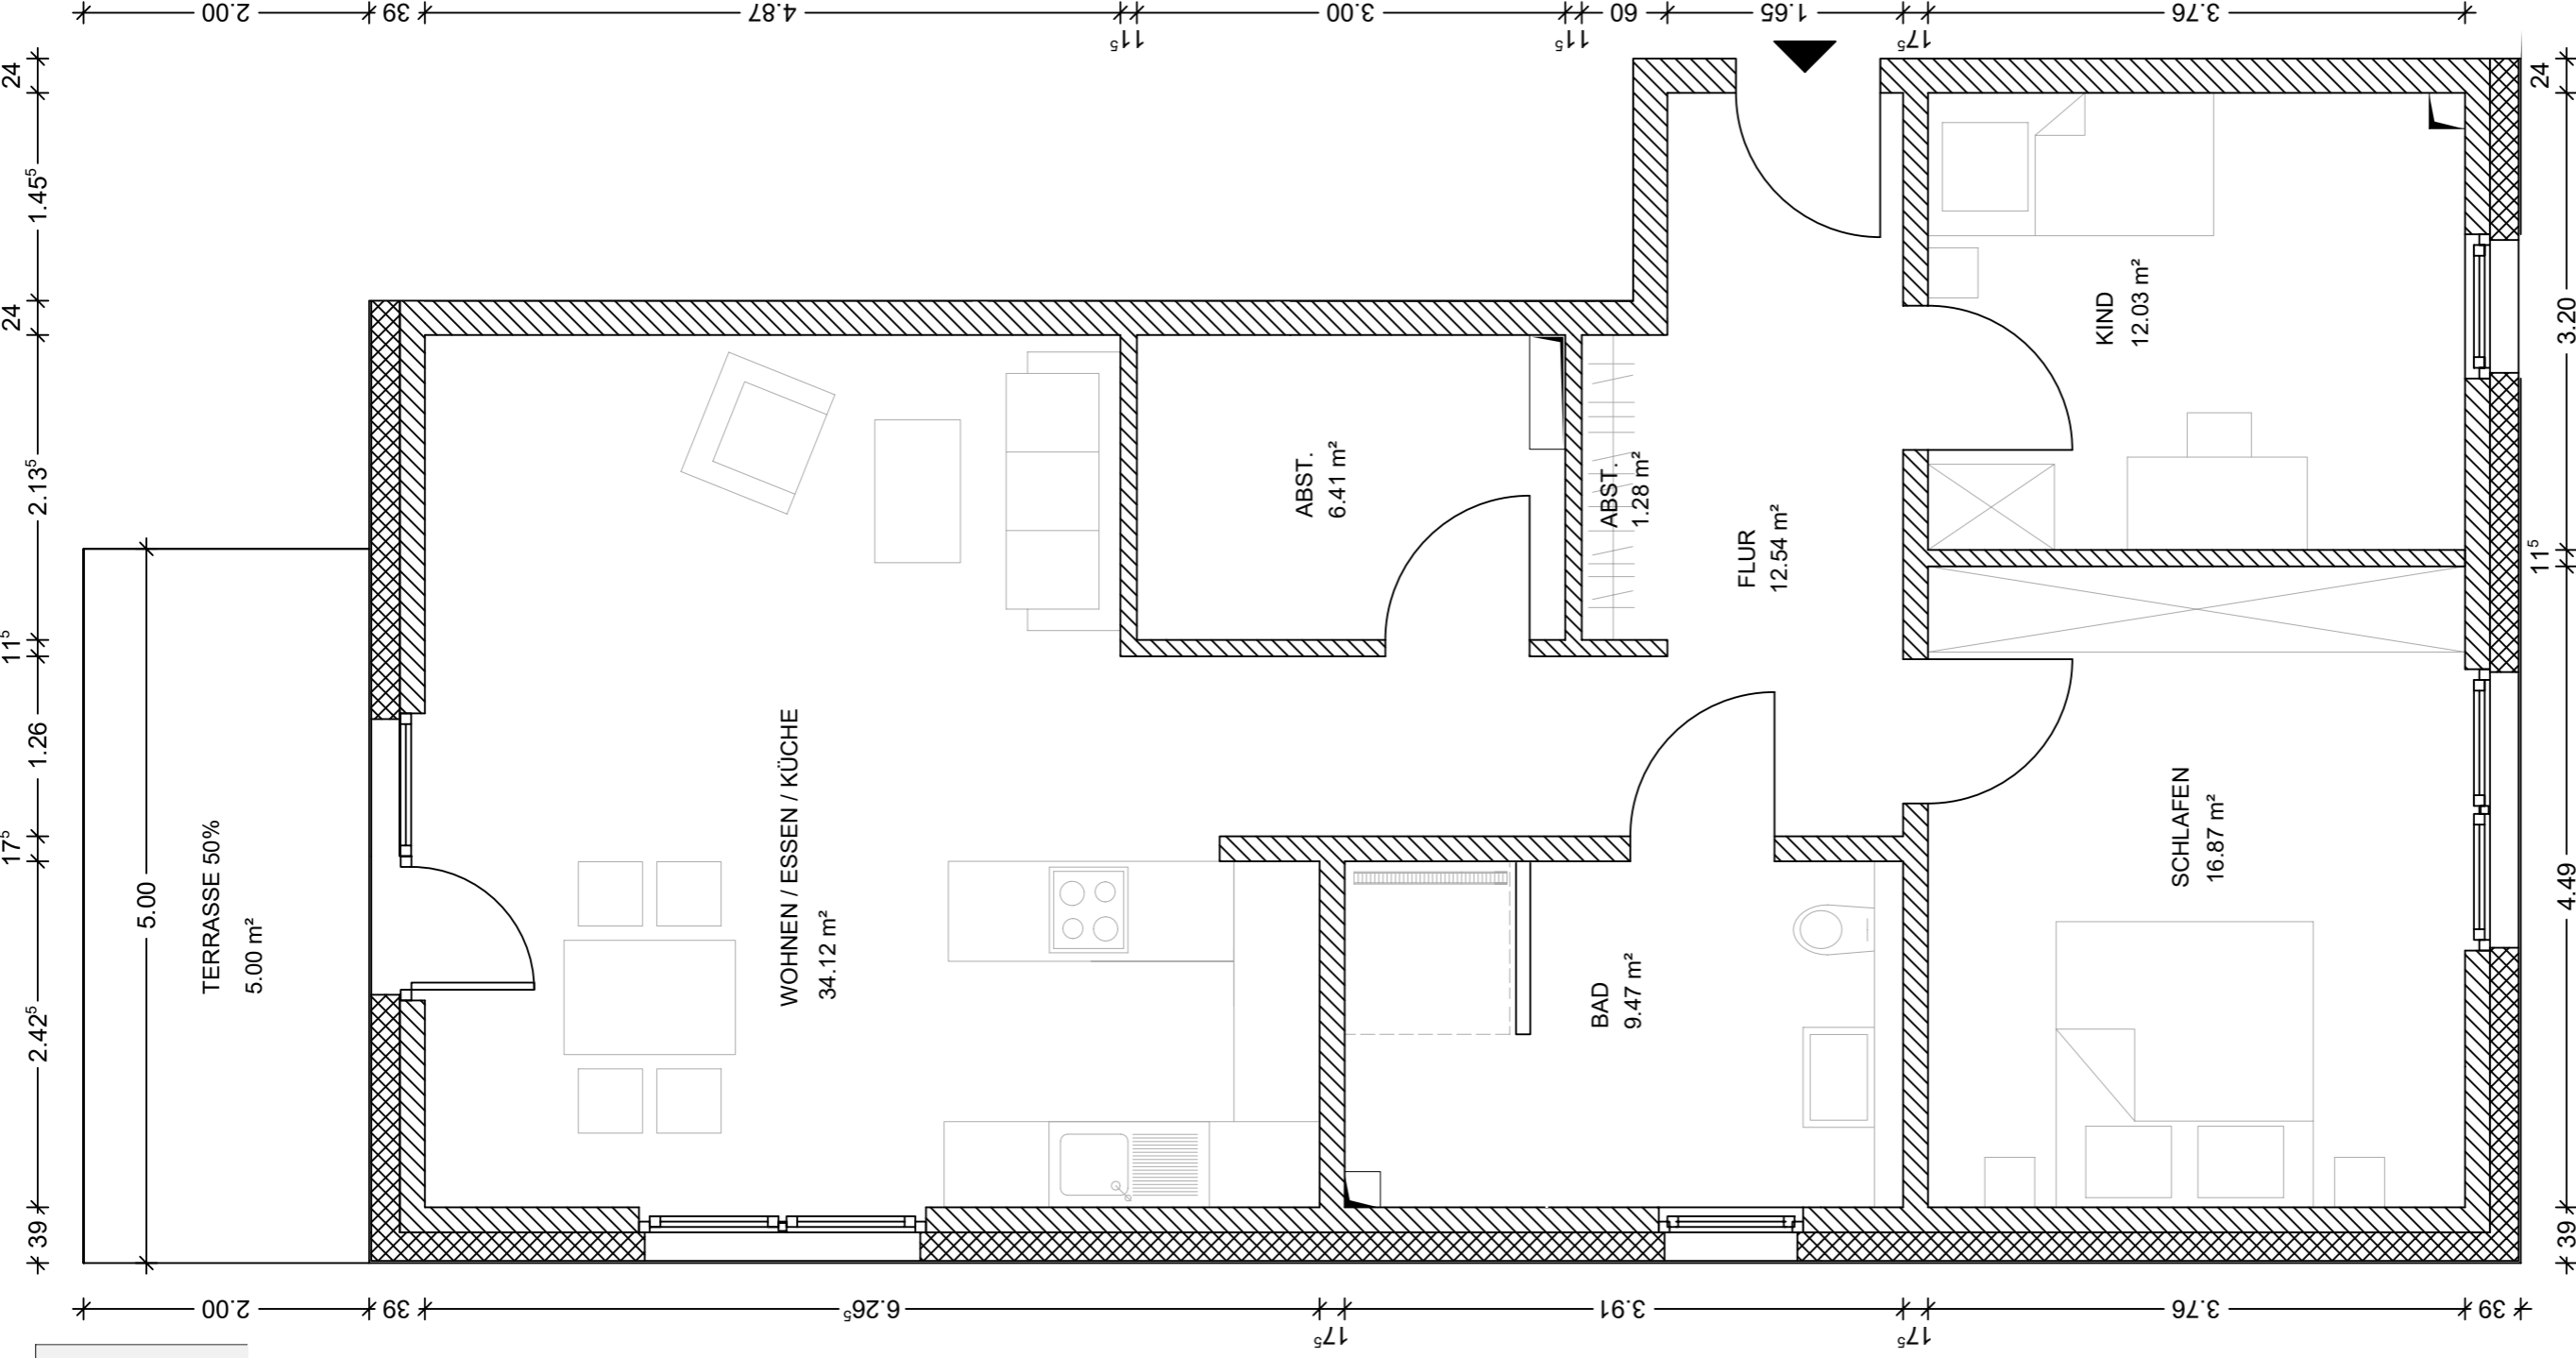 2.00
39
4.87
11⁵
3.00
11⁵
60
1.65
17⁵
3.76
24
1.45⁵
24
2.13⁵
11⁵
1.26
17⁵
2.42⁵
39
5.00
TERRASSE 50%
5.00 m²
WOHNEN / ESSEN / KÜCHE
34.12 m²
ABST.
6.41 m²
ABST.
1.28 m²
FLUR
12.54 m²
KIND
12.03 m²
BAD
9.47 m²
SCHLAFEN
16.87 m²
24
3.20
11⁵
4.49
39
2.00
39
6.26⁵
17⁵
3.91
17⁵
3.76
39